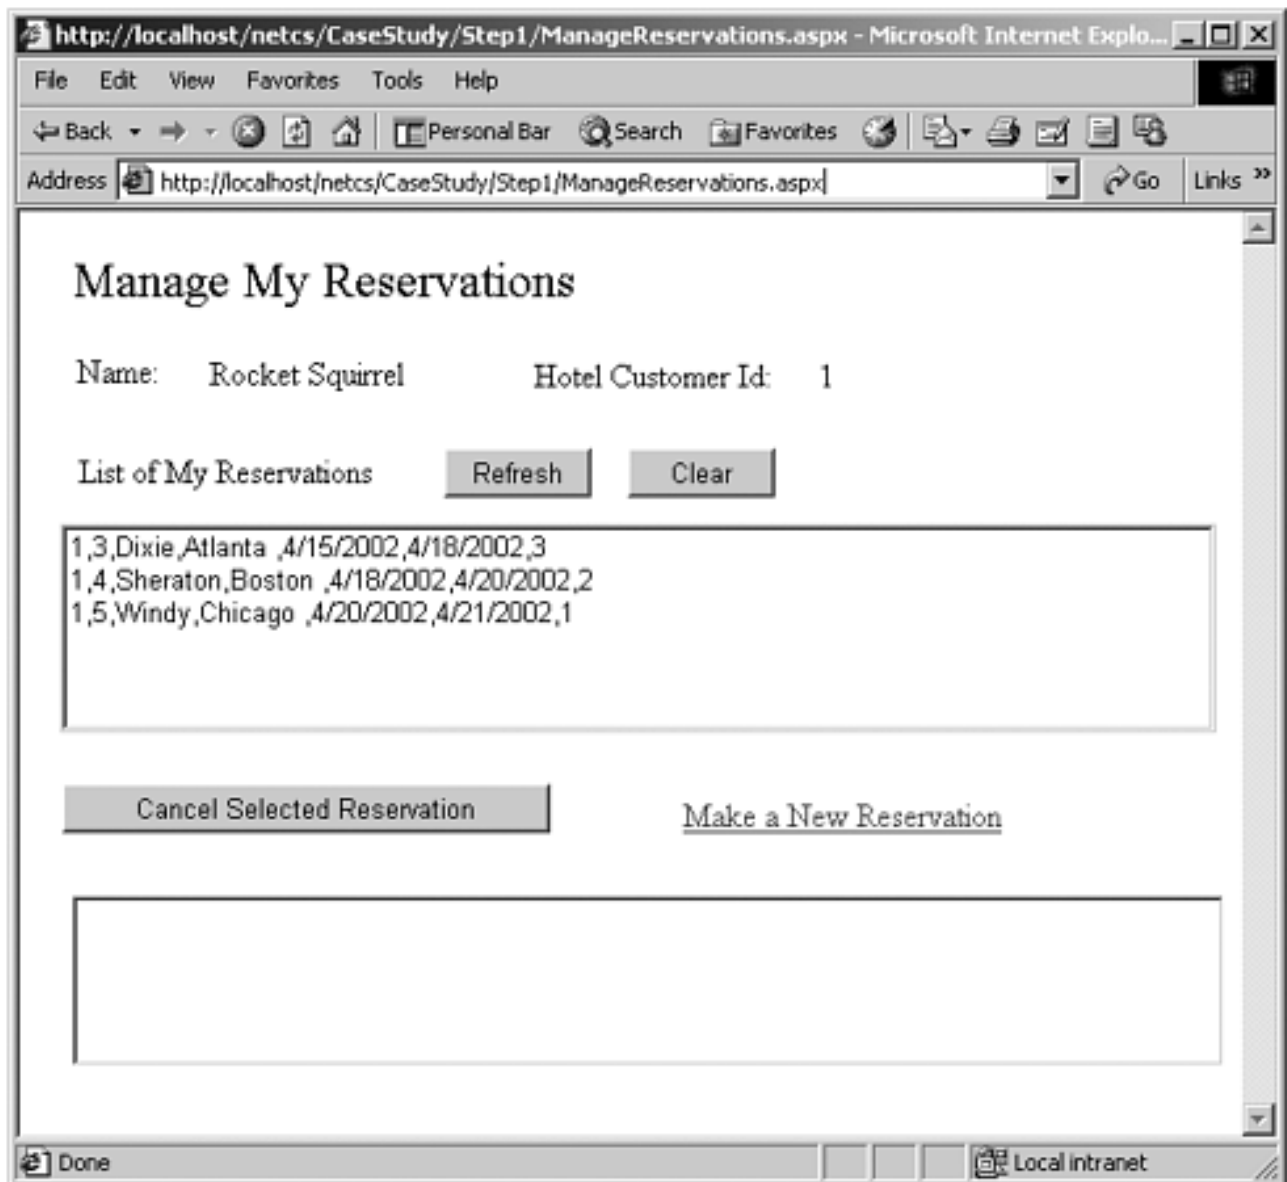 http://localhost/netcs/CaseStudy/Step1/ManageReservations.aspx - Microsoft Internet Explo...
File Edit View Favorites Tools Help
Back Personal Bar Search Favorites
Address http://localhost/netcs/CaseStudy/Step1/ManageReservations.aspx Go Links »
Manage My Reservations
Name: Rocket Squirrel Hotel Customer Id: 1
List of My Reservations Refresh Clear
1,3,Dixie,Atlanta ,4/15/2002,4/18/2002,3
1,4,Sheraton,Boston ,4/18/2002,4/20/2002,2
1,5,Windy,Chicago ,4/20/2002,4/21/2002,1
Cancel Selected Reservation Make a New Reservation
Done Local intranet